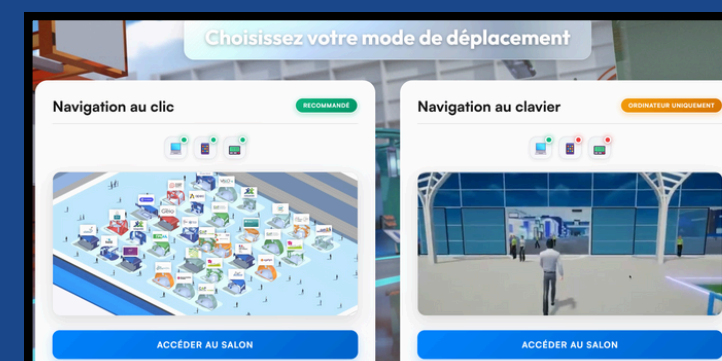 Choisissez votre mode de déplacement
Navigation au clic
RECOMMANDÉ
ACCÉDER AU SALON
Navigation au clavier
ORDINATEUR UNIQUEMENT
ACCÉDER AU SALON